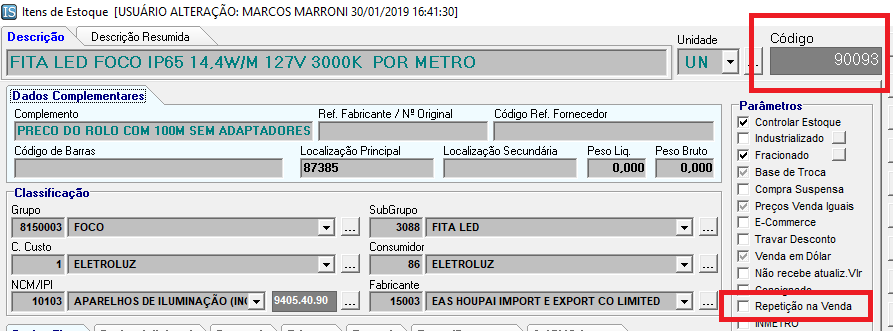 Itens de Estoque [USUÁRIO ALTERAÇÃO: MARCOS MARRONI 30/01/2019 16:41:30]
Descrição
Descrição Resumida
Unidade
Código
FITA LED FOCO IP65 14,4W/M 127V 3000K POR METRO
UN
...
90093
Dados Complementares
Parâmetros
Complemento
Ref. Fabricante / Nº Original
Código Ref. Fornecedor
Controlar Estoque
PRECO DO ROLO COM 100M SEM ADAPTADORES
Industrializado
Código de Barras
Localização Principal
Localização Secundária
Peso Liq.
Peso Bruto
Fracionado
87385
0,000
0,000
Base de Troca
Compra Suspensa
Classificação
Preços Venda Iguais
Grupo
SubGrupo
E-Commerce
8150003
FOCO
...
3088
FITA LED
...
Travar Desconto
C. Custo
Consumidor
Venda em Dólar
1
ELETROLUZ
...
86
ELETROLUZ
...
Não recebe atualiz.Vlr
NCM/IPI
Fabricante
Consignado
10103
APARELHOS DE ILUMINAÇÃO (INC
9405.40.90
...
15003
EAS HOUPAI IMPORT E EXPORT CO LIMITED
...
Repetição na Venda
INMETRO